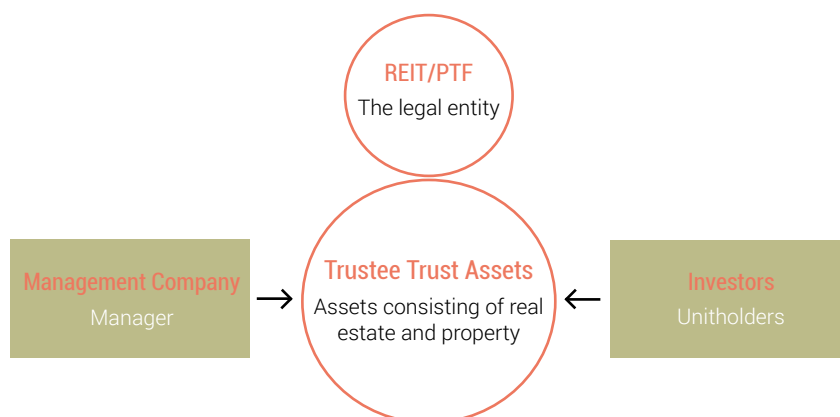 REIT/PTF
The legal entity
Management Company
Manager
Trustee Trust Assets
Assets consisting of real
estate and property
Investors
Unitholders